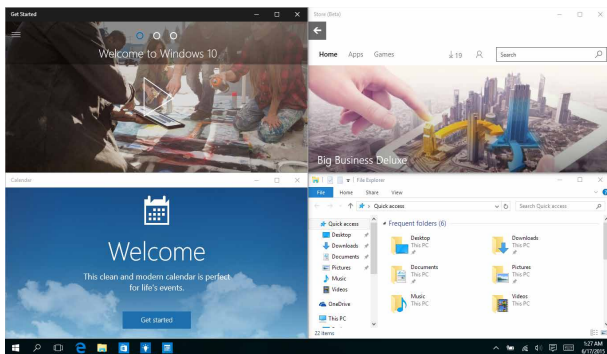 Get Started
Welcome to Windows 10
Store (Beta)
Home Apps Games 19 Search
Big Business Deluxe
Calendar
Welcome
This clean and modern calendar is perfect
for life's events.
Get started
File Explorer
File Home Share View
Quick access
Search Quick access
Quick access
Desktop
Downloads
Documents
Pictures
Music
Videos
OneDrive
This PC
22 items
Frequent folders (6)
Desktop
This PC
Downloads
This PC
Documents
This PC
Pictures
This PC
Music
This PC
Videos
This PC
5:27 AM
6/17/2015